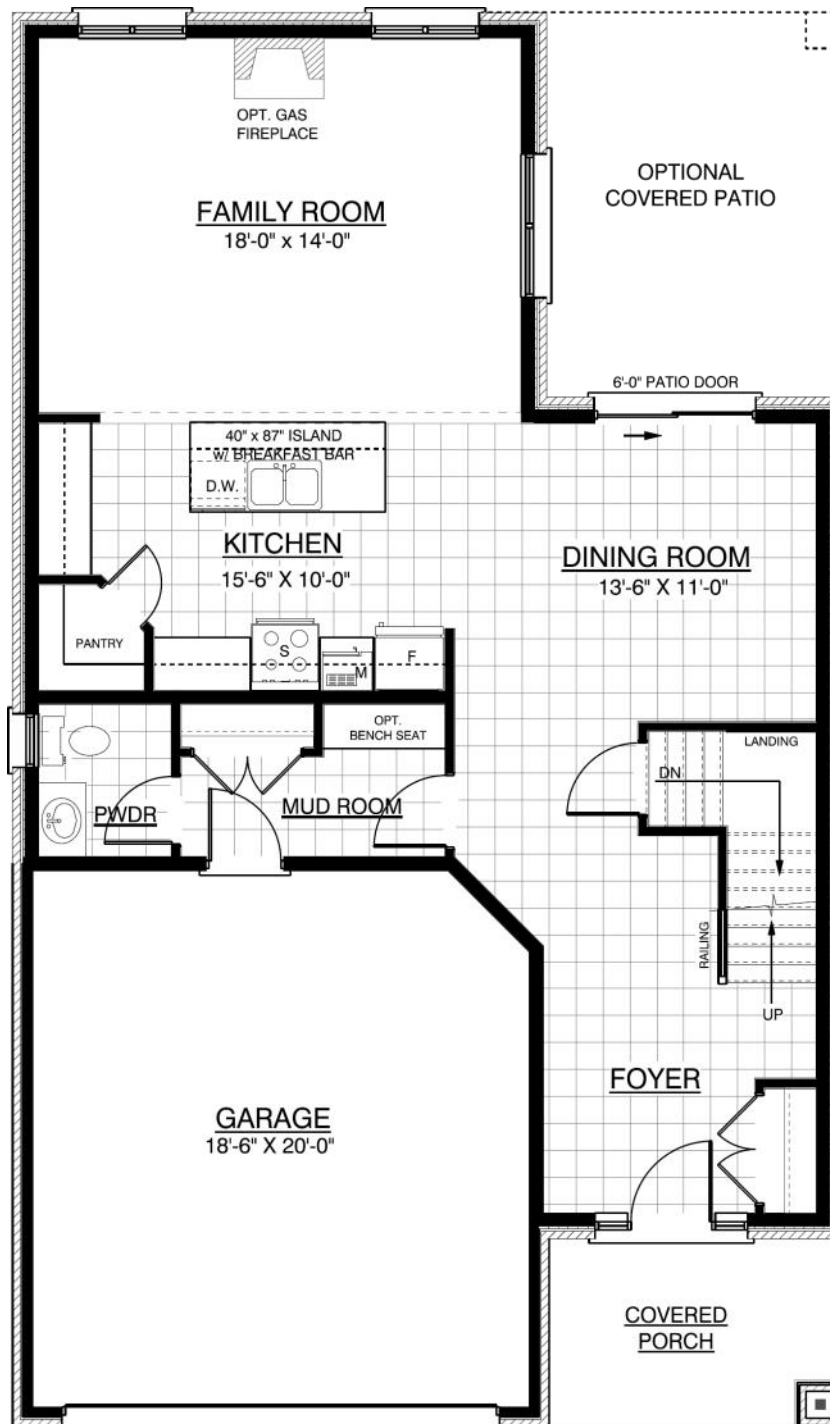 OPT. GAS
FIREPLACE
FAMILY ROOM
18'-0" x 14'-0"
OPTIONAL
COVERED PATIO
6'-0" PATIO DOOR
40" x 87" ISLAND
w/ BREAKFAST BAR
D.W.
KITCHEN
15'-6" X 10'-0"
DINING ROOM
13'-6" X 11'-0"
PANTRY
S
M
F
OPT.
BENCH SEAT
LANDING
DN
PWDR
MUD ROOM
RAILING
UP
FOYER
GARAGE
18'-6" X 20'-0"
COVERED
PORCH